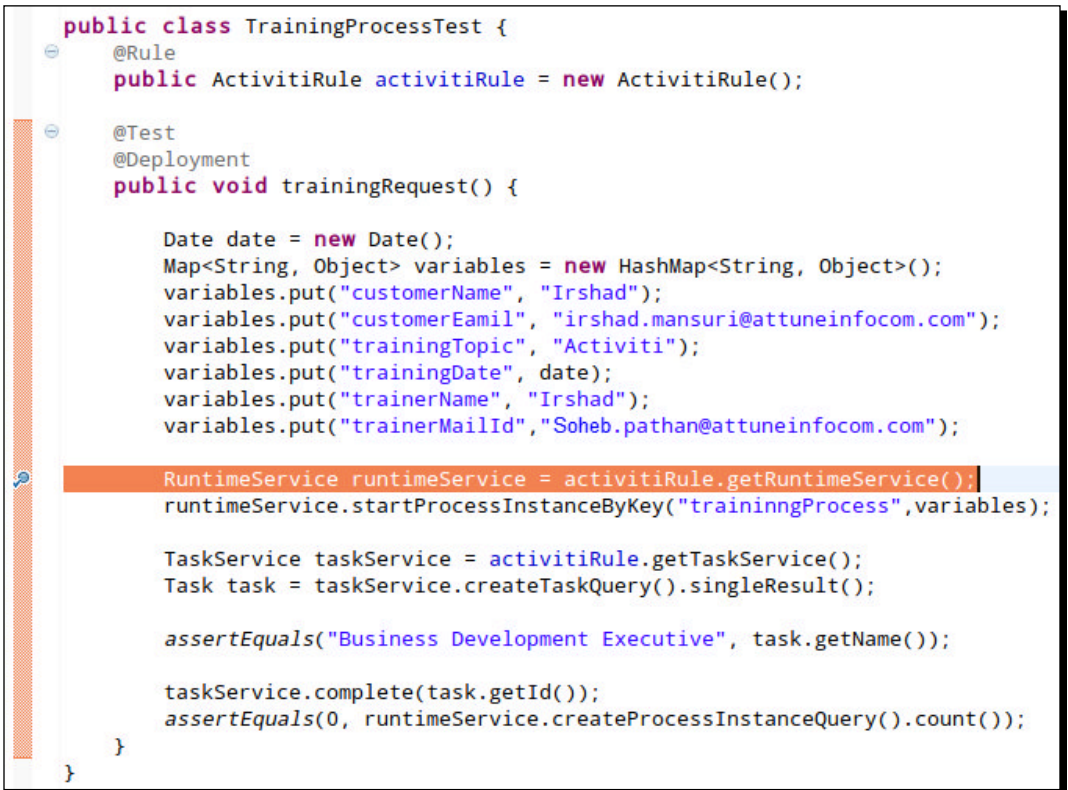 public class TrainingProcessTest {
@Rule
public ActivitiRule activitiRule = new ActivitiRule();
@Test
@Deployment
public void trainingRequest() {
Date date = new Date();
Map<String, Object> variables = new HashMap<String, Object>();
variables.put("customerName", "Irshad");
variables.put("customerEamil", "irshad.mansuri@attuneinfocom.com");
variables.put("trainingTopic", "Activiti");
variables.put("trainingDate", date);
variables.put("trainerName", "Irshad");
variables.put("trainerMailId","Soheb.pathan@attuneinfocom.com");
RuntimeService runtimeService = activitiRule.getRuntimeService();
runtimeService.startProcessInstanceByKey("traininngProcess",variables);
TaskService taskService = activitiRule.getTaskService();
Task task = taskService.createTaskQuery().singleResult();
assertEquals("Business Development Executive", task.getName());
taskService.complete(task.getId());
assertEquals(0, runtimeService.createProcessInstanceQuery().count());
}
}